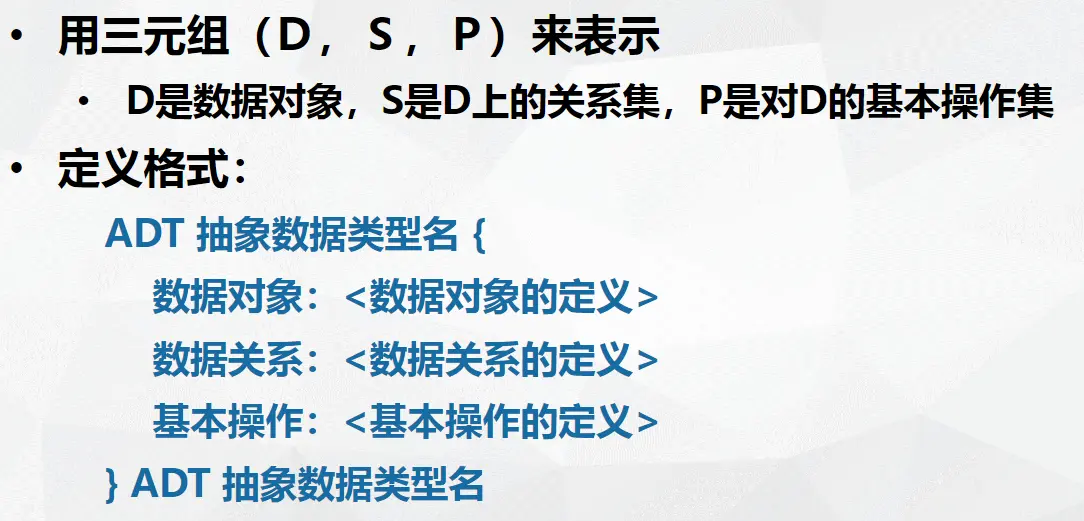 • 用三元组（D， S ， P ）来表示
• D是数据对象，S是D上的关系集，P是对D的基本操作集
• 定义格式：
ADT 抽象数据类型名 {
数据对象：<数据对象的定义>
数据关系：<数据关系的定义>
基本操作：<基本操作的定义>
} ADT 抽象数据类型名